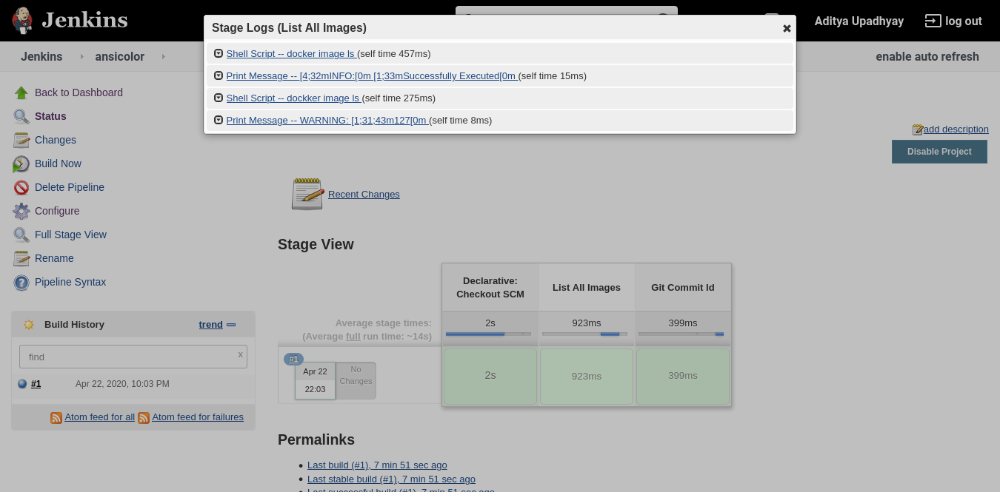 Jenkins
Aditya Upadhyay
log out
Stage Logs (List All Images)
Shell Script -- docker image ls (self time 457ms)
Print Message -- [4;32mINFO:[0m [1;33mSuccessfully Executed[0m (self time 15ms)
Shell Script -- dockker image ls (self time 275ms)
Print Message -- WARNING: [1;31;43m127[0m (self time 8ms)
Jenkins
ansicolor
enable auto refresh
Back to Dashboard
Status
Changes
Build Now
Delete Pipeline
Configure
Full Stage View
Rename
Pipeline Syntax
Build History
trend
find
x
#1
Apr 22, 2020, 10:03 PM
Atom feed for all
Atom feed for failures
add description
Disable Project
Recent Changes
Stage View
Declarative:
Checkout SCM
List All Images
Git Commit Id
Average stage times:
(Average full run time: ~14s)
2s
923ms
399ms
#1
Apr 22
22:03
No
Changes
2s
923ms
399ms
Permalinks
Last build (#1), 7 min 51 sec ago
Last stable build (#1), 7 min 51 sec ago
Last successful build (#1), 7 min 51 sec ago